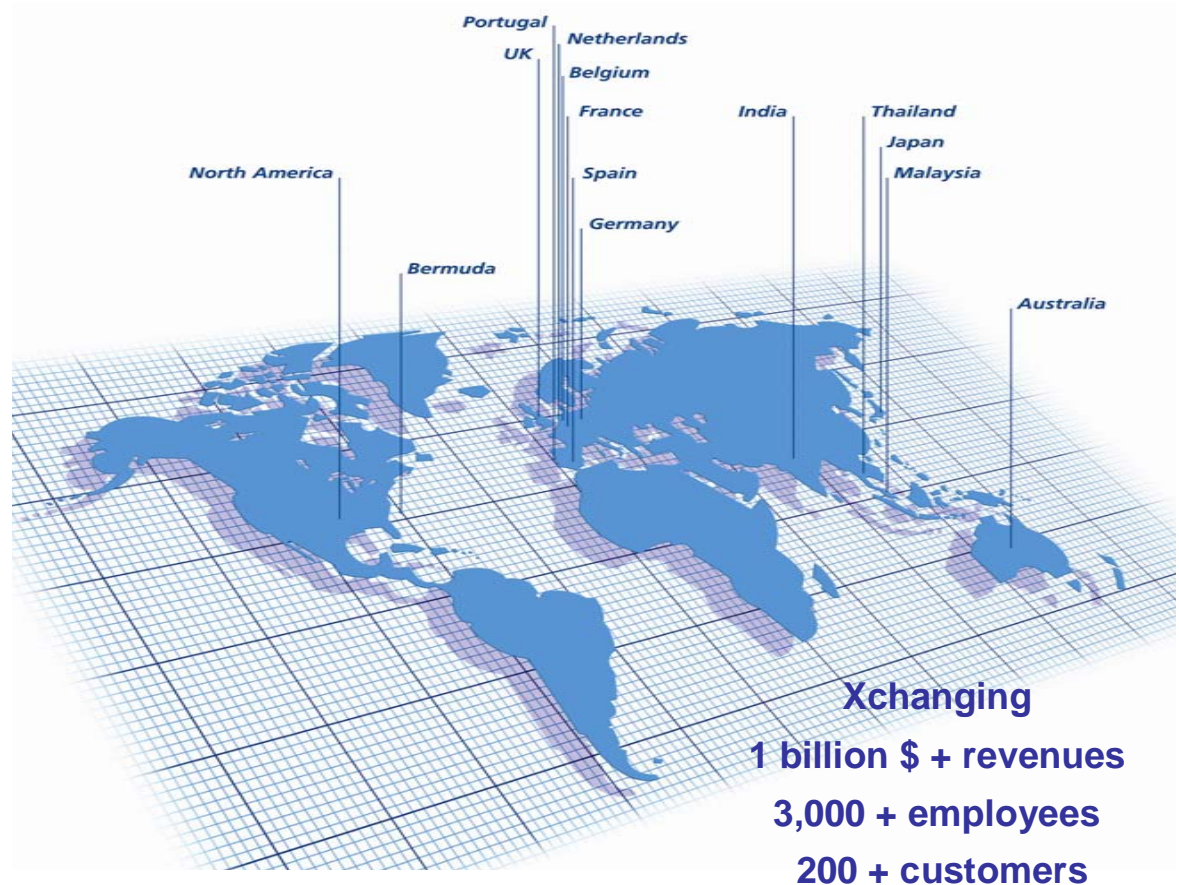 Portugal
Netherlands
UK
Belgium
France
India
Thailand
Japan
North America
Spain
Malaysia
Germany
Bermuda
Australia
Xchanging
1 billion $ + revenues
3,000 + employees
200 + customers